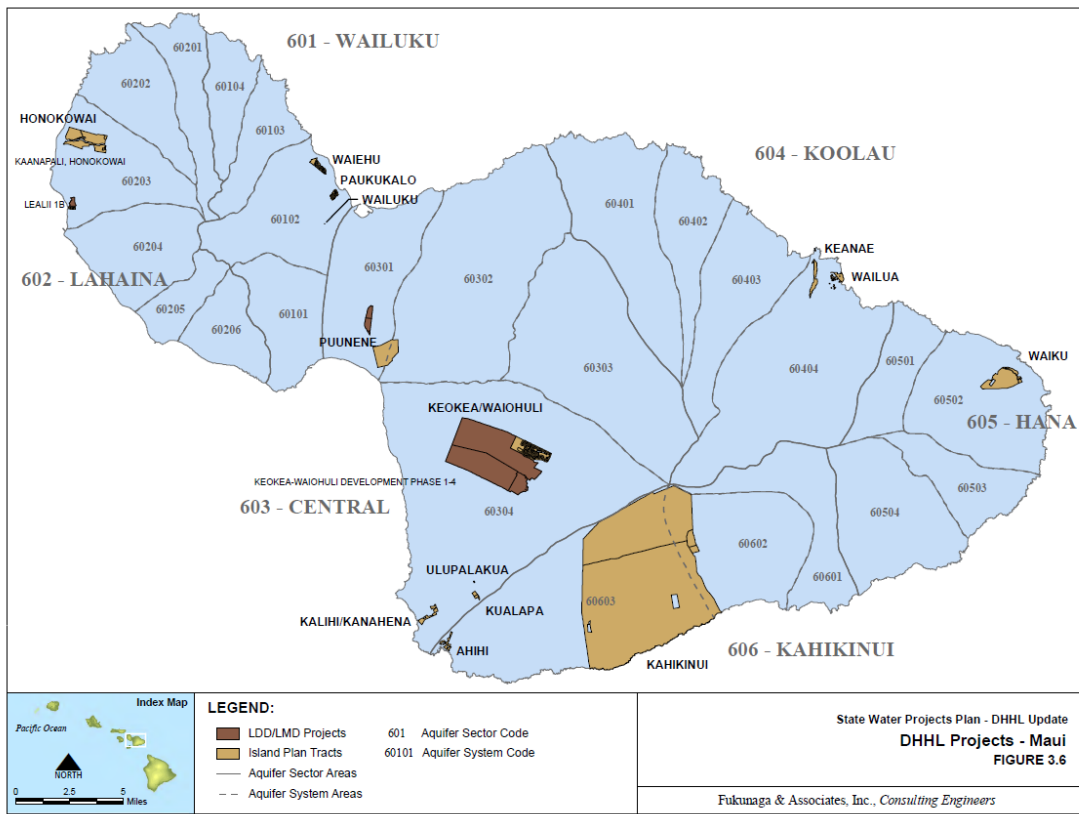 601 - WAILUKU
60201
60202
60104
HONOKOWAI
60103
604 - KOOLAU
KAANAPALI, HONOKOWAI
WAIEHU
PAUKUKALO
60203
WAILUKU
LEALII 1B
60102
60401
60402
60204
KEANAE
602 - LAHAINA
60301
60302
60403
WAILUA
60205
60206
60101
PUUNENE
60303
60404
60501
WAIKU
60502
KEOKEA/WAIOHULI
605 - HANA
KEOKEA-WAIOHULI DEVELOPMENT PHASE 1-4
60503
603 - CENTRAL
60304
60504
60602
ULUPALAKUA
60601
KUALAPA
60603
KALIHI/KANAHENA
AHIHI
606 - KAHIKINUI
KAHIKINUI
Index Map
Pacific Ocean
NORTH
0 2.5 5
Miles
LEGEND:
LDD/LMD Projects
Island Plan Tracts
Aquifer Sector Areas
Aquifer System Areas
601 Aquifer Sector Code
60101 Aquifer System Code
State Water Projects Plan - DHHL Update
DHHL Projects - Maui
FIGURE 3.6
Fukunaga & Associates, Inc., Consulting Engineers